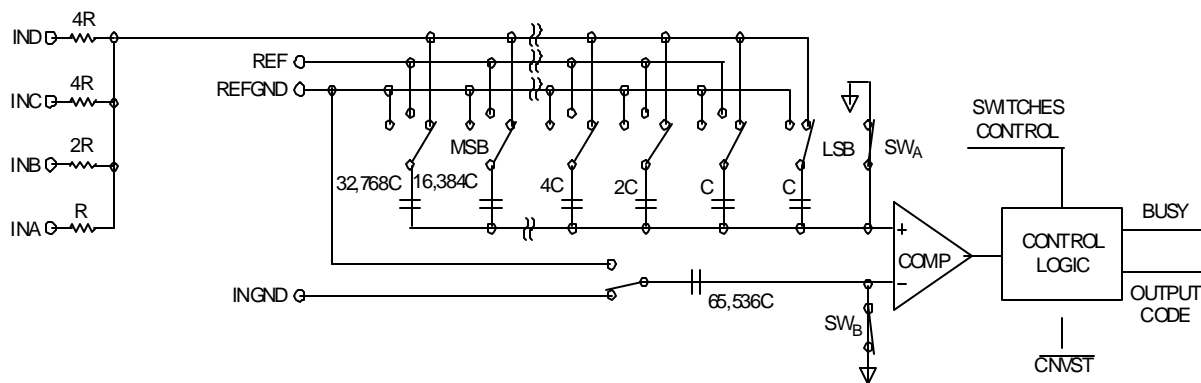 4R
IND
REF
4R
REFGND
INC
SWITCHES
CONTROL
MSB
LSB
SWA
2R
INB
32,768C
16,384C
4C
2C
C
C
R
INA
BUSY
+
COMP
−
CONTROL
LOGIC
INGND
65,536C
OUTPUT
CODE
SWB
CNVST